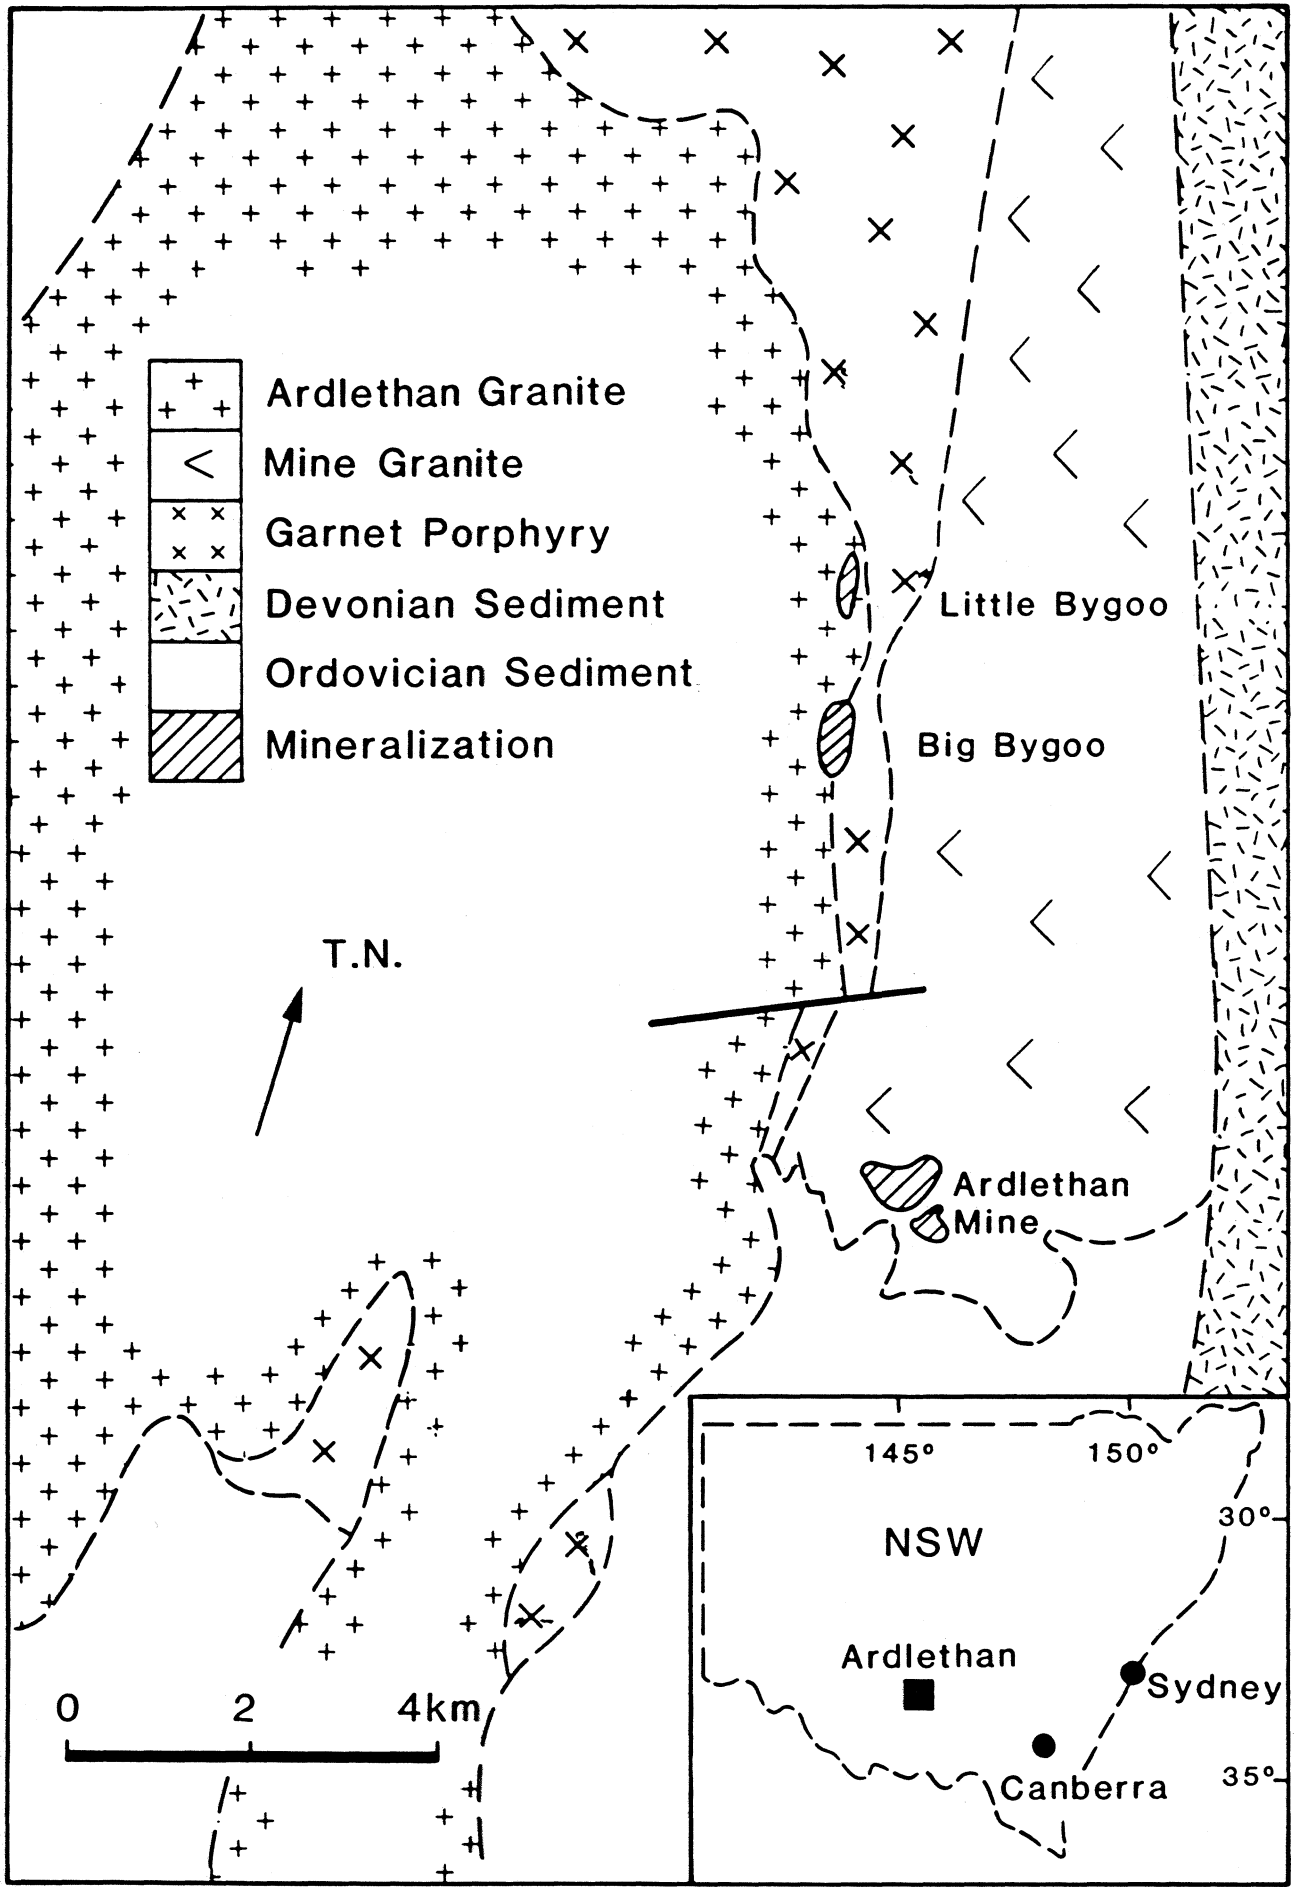 Ardlethan Granite
Mine Granite
Garnet Porphyry
Devonian Sediment
Ordovician Sediment
Mineralization
Little Bygoo
Big Bygoo
T.N.
Ardlethan
Mine
145° 150°
30°
NSW
Ardlethan
Sydney
35°
Canberra
0 2 4km